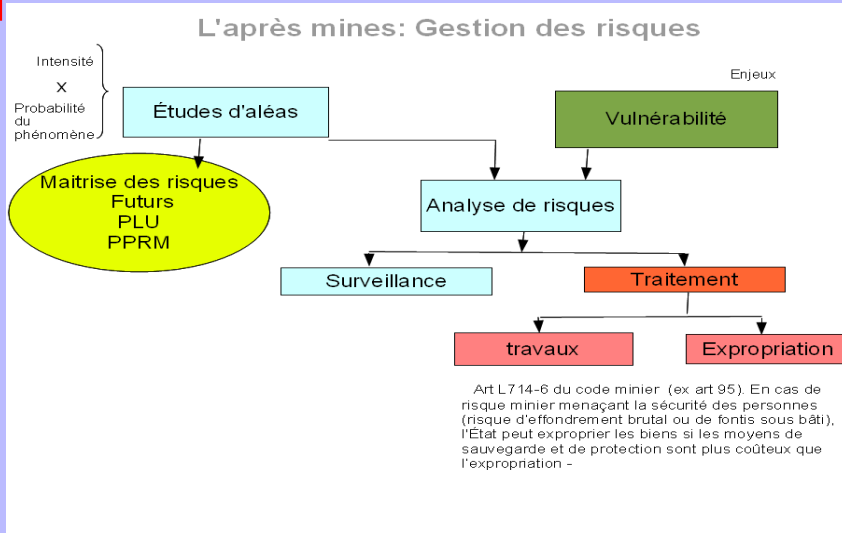 L'après mines: Gestion des risques
Intensité
X
Probabilité
du
phénomène
Études d'aléas
Enjeux
Vulnérabilité
Maitrise des risques
Futurs
PLU
PPRM
Analyse de risques
Surveillance
Traitement
travaux
Expropriation
Art L714-6 du code minier (ex art 95). En cas de
risque minier menaçant la sécurité des personnes
(risque d'effondrement brutal ou de fontis sous bâti),
l'État peut exproprier les biens si les moyens de
sauvegarde et de protection sont plus coûteux que
l'expropriation -